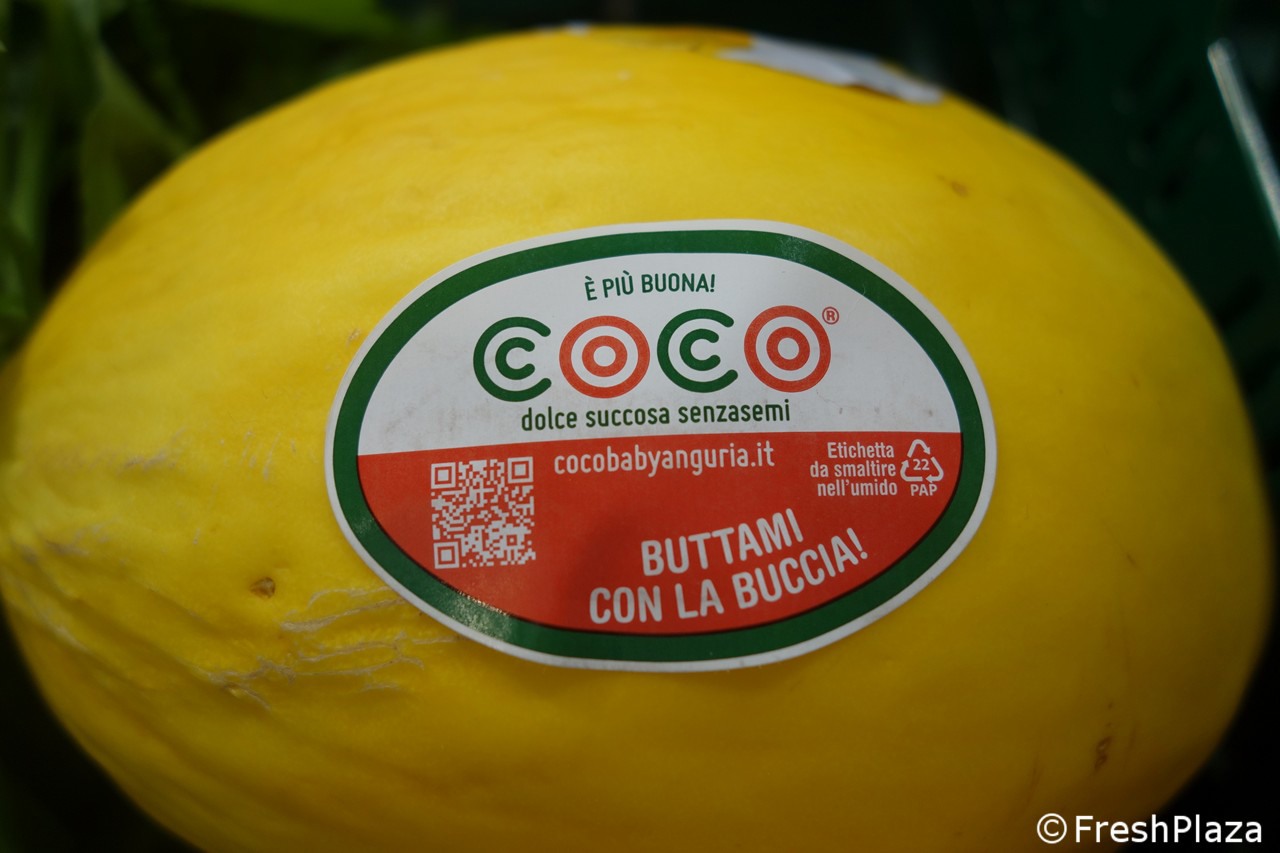 È PIÙ BUONA!
COCO®
dolce succosa senzasemi
cocobabyanguria.it
Etichetta
da smaltire
nell'umido
22
PAP
BUTTAMI
CON LA BUCCIA!
©FreshPlaza